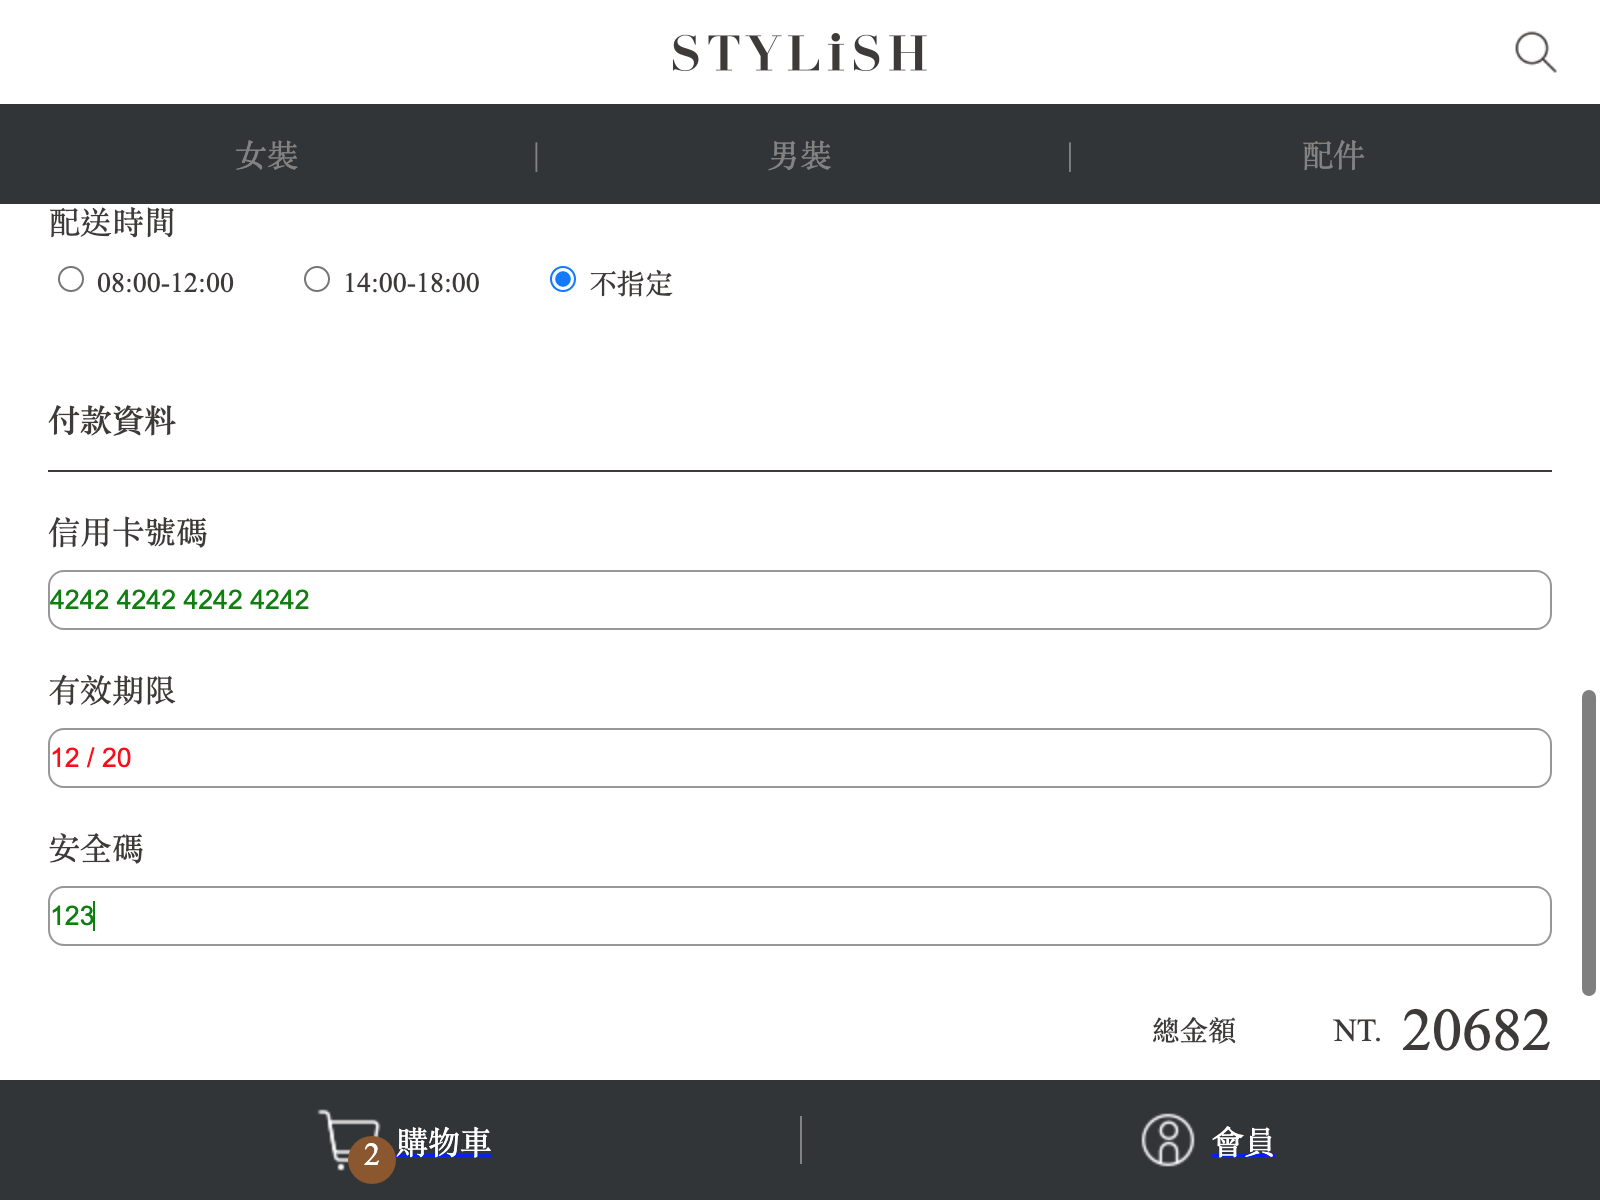 STYLiSH
女裝 | 男裝 | 配件
配送時間
08:00-12:00 14:00-18:00 不指定
付款資料
信用卡號碼
4242 4242 4242 4242
有效期限
12 / 20
安全碼
123
總金額 NT. 20682
2 購物車 | 會員